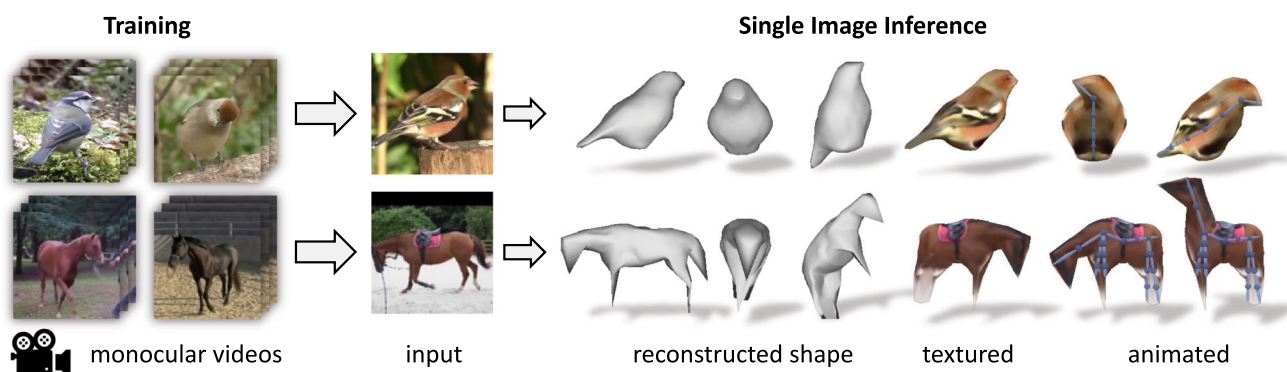 Training
Single Image Inference
monocular videos
input
reconstructed shape
textured
animated